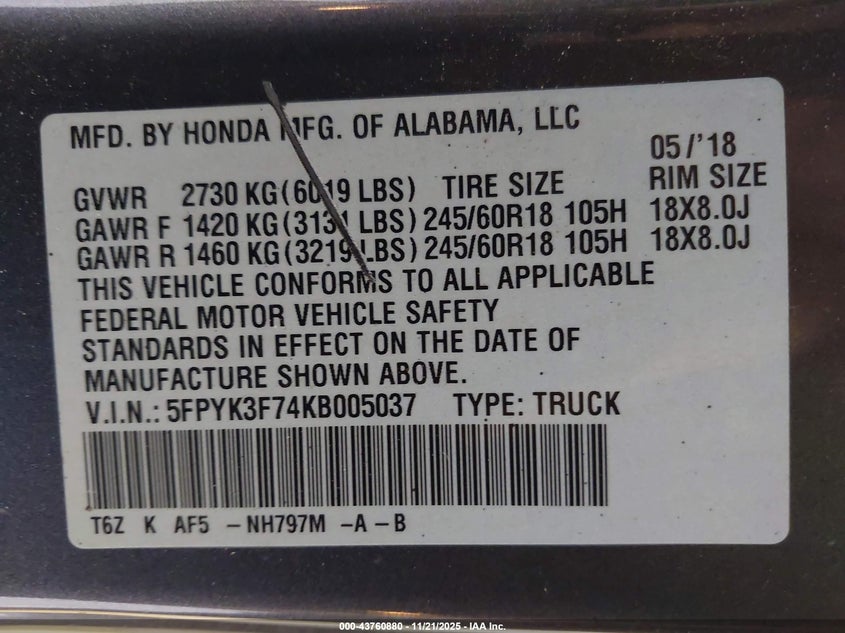 MFD. BY HONDA MFG. OF ALABAMA, LLC
05/'18
GVWR 2730 KG(6019 LBS) TIRE SIZE RIM SIZE
GAWR F 1420 KG(3131 LBS) 245/60R18 105H 18X8.0J
GAWR R 1460 KG(3219 LBS) 245/60R18 105H 18X8.0J
THIS VEHICLE CONFORMS TO ALL APPLICABLE
FEDERAL MOTOR VEHICLE SAFETY
STANDARDS IN EFFECT ON THE DATE OF
MANUFACTURE SHOWN ABOVE.
V.I.N.: 5FPYK3F74KB005037 TYPE: TRUCK
T6Z K AF5 -NH797M -A-B
000-43760880 - 11/21/2025 - IAA Inc.